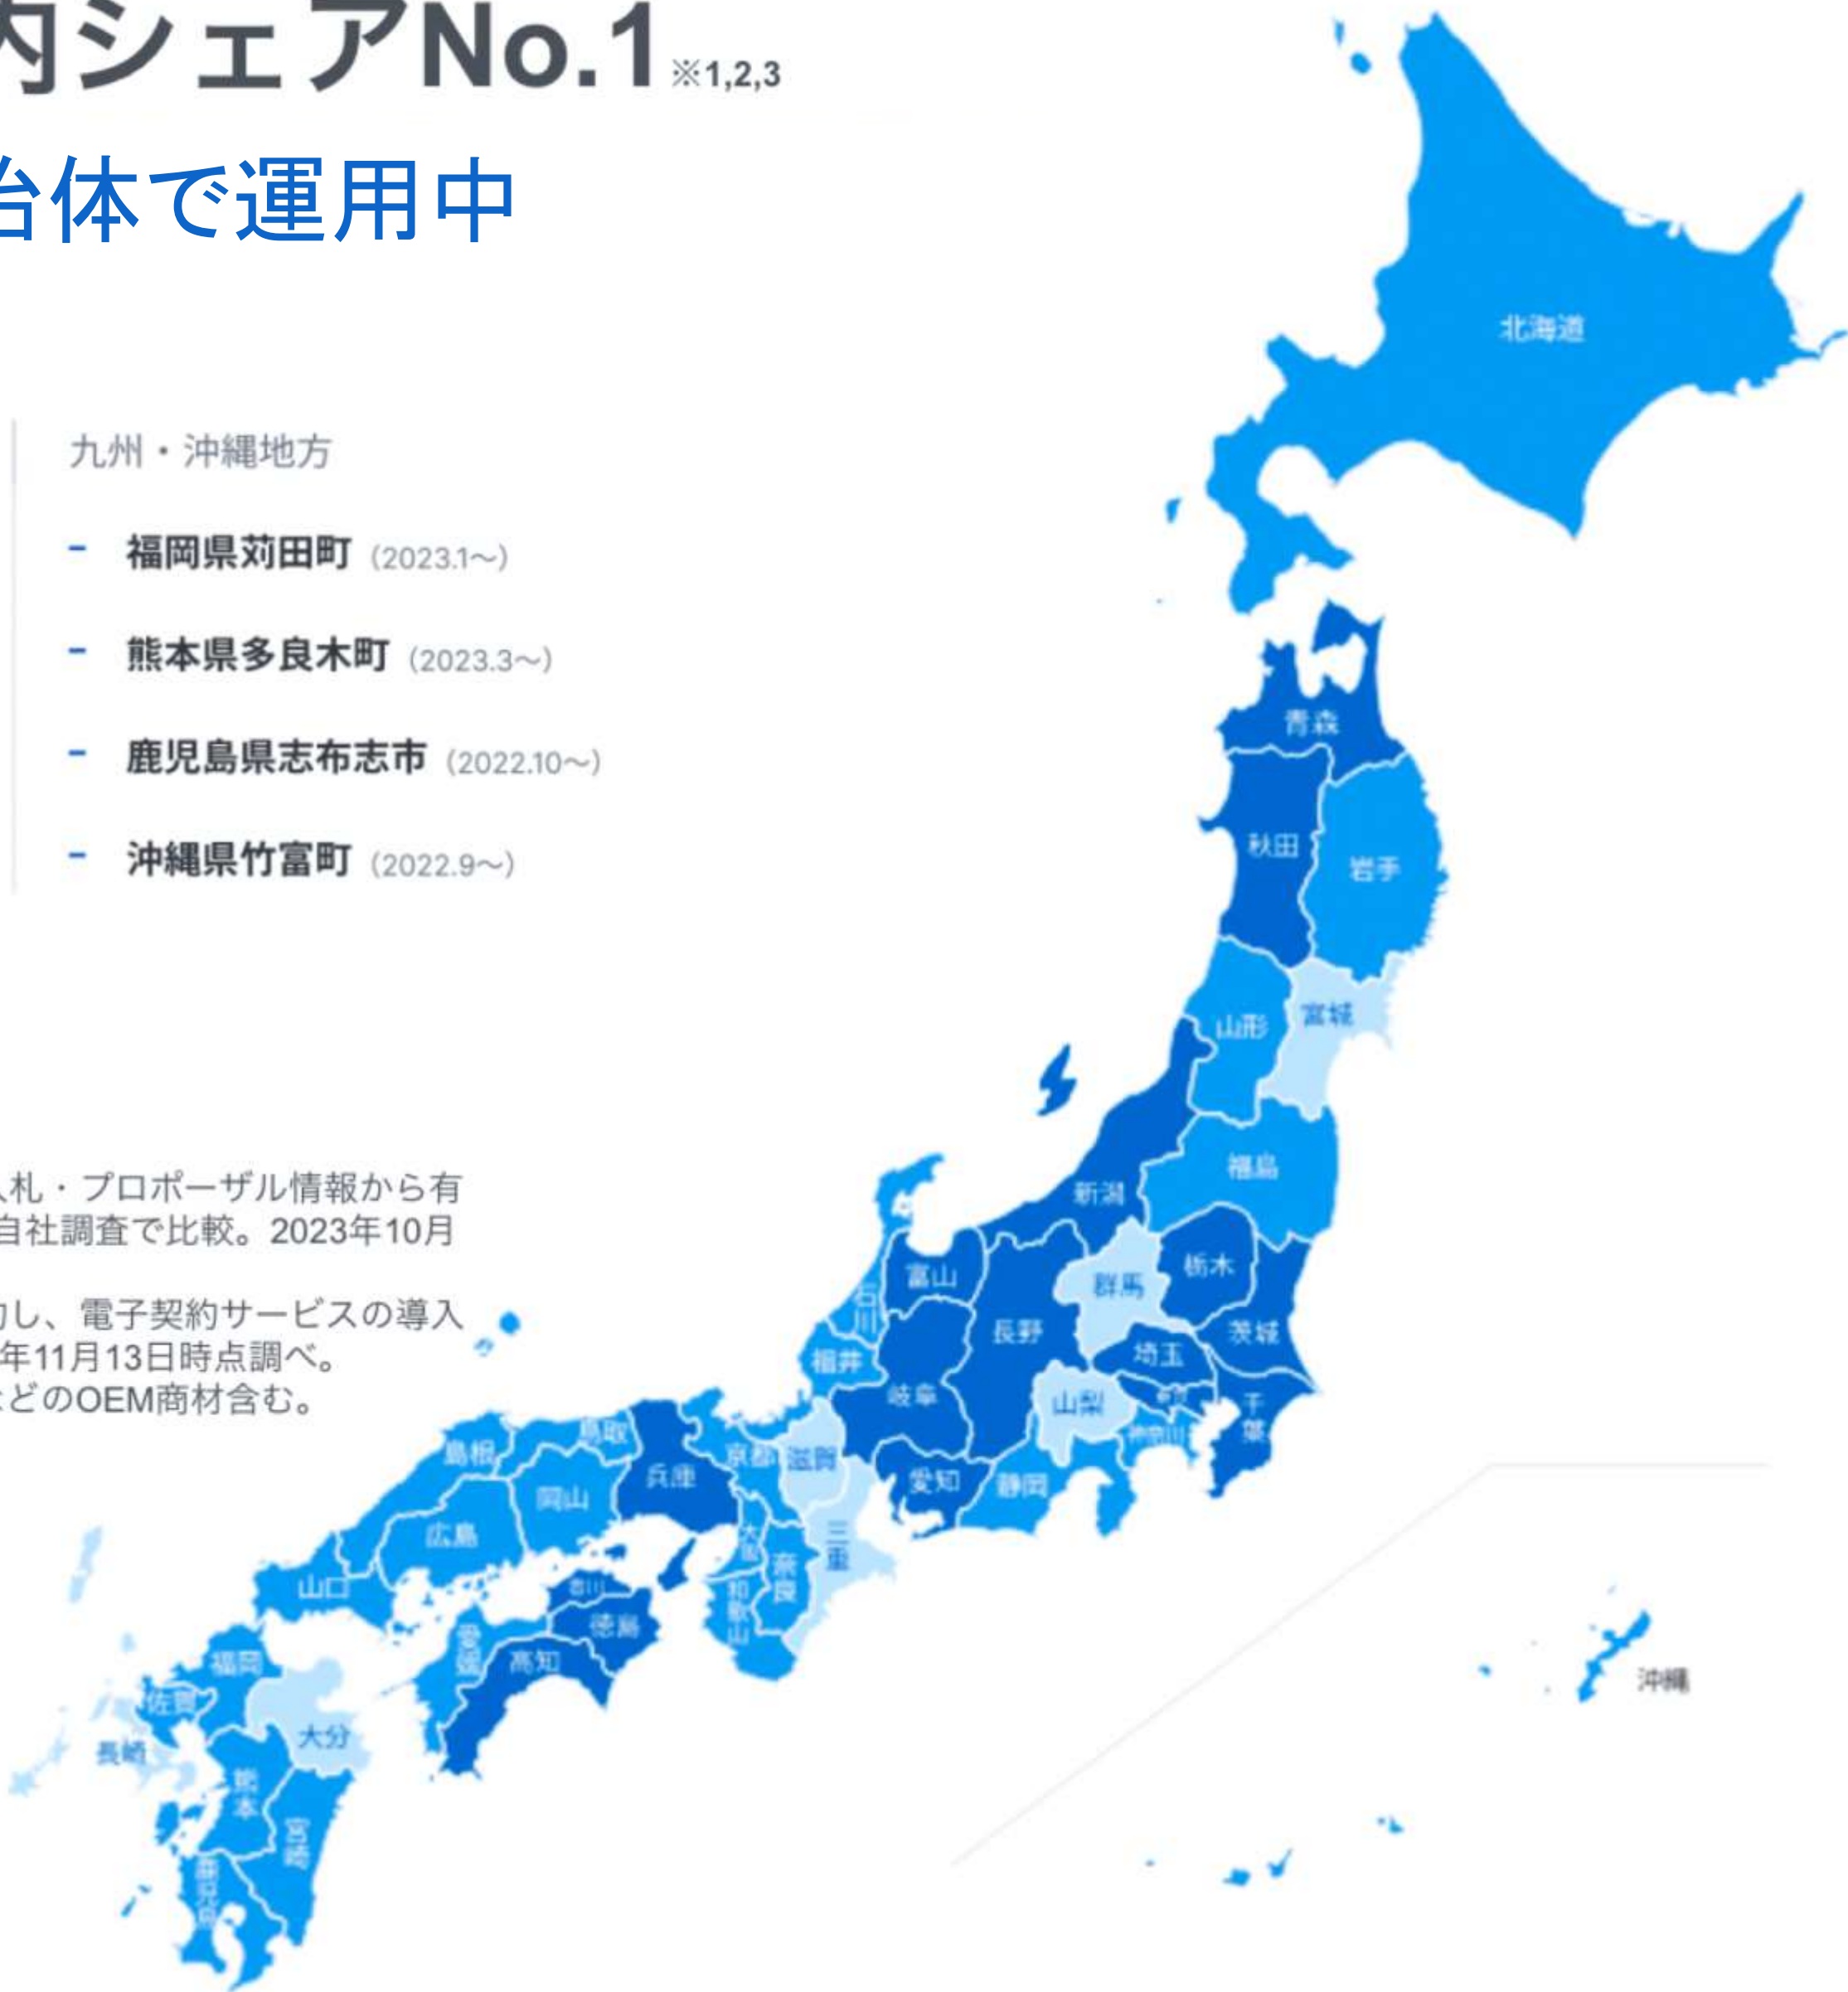 内シェアNo.1 ※1,2,3
治体で運用中
九州・沖縄地方
- 福岡県苅田町 (2023.1〜)
- 熊本県多良木町 (2023.3〜)
- 鹿児島県志布志市 (2022.10〜)
- 沖縄県竹富町 (2022.9〜)
入札・プロポーザル情報から有
自社調査で比較。2023年10月
し、電子契約サービスの導入
年11月13日時点調べ。
などのOEM商材含む。
北海道
青森
秋田
岩手
山形
宮城
福島
新潟
富山
石川
福井
長野
群馬
栃木
茨城
埼玉
東京
千葉
神奈川
山梨
岐阜
愛知
静岡
滋賀
三重
京都
兵庫
大阪
奈良
和歌山
鳥取
島根
岡山
広島
山口
香川
徳島
愛媛
高知
福岡
佐賀
長崎
大分
熊本
宮崎
鹿児島
沖縄